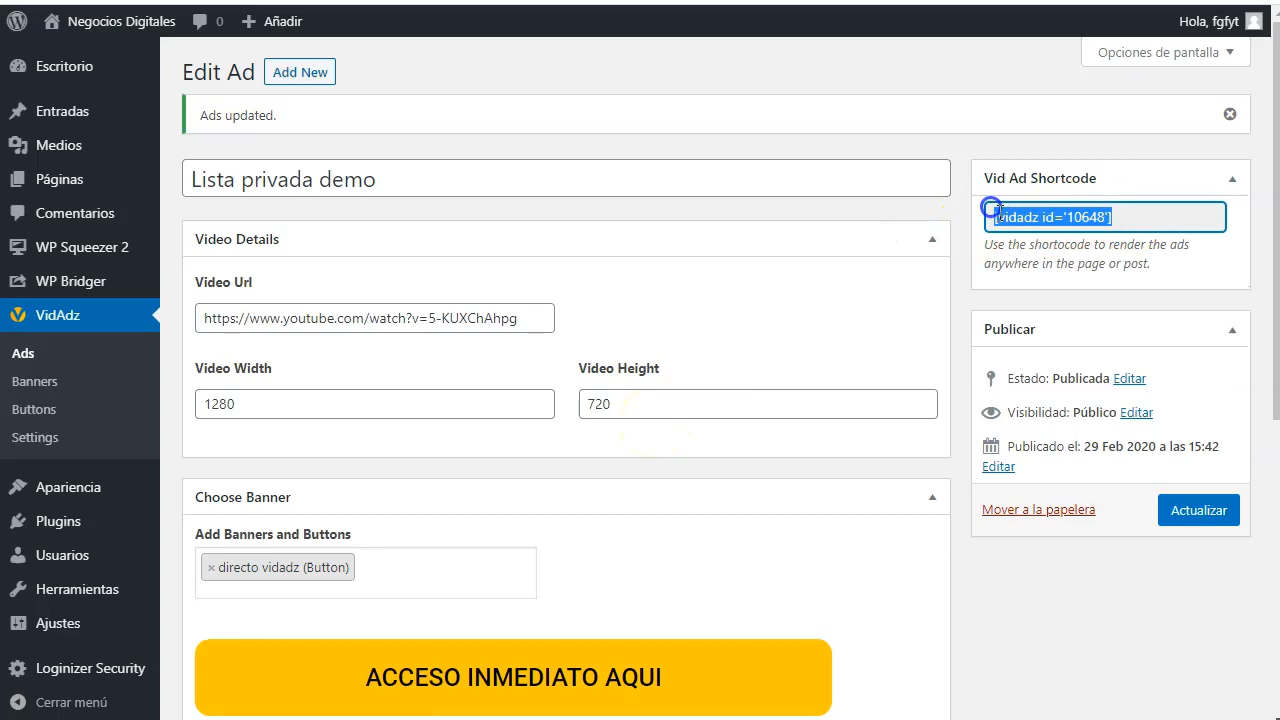 Negocios Digitales
0
Añadir
Hola, fgfyt
Opciones de pantalla
Escritorio
Entradas
Medios
Páginas
Comentarios
WP Squeezer 2
WP Bridger
VidAdz
Ads
Banners
Buttons
Settings
Apariencia
Plugins
Usuarios
Herramientas
Ajustes
Loginizer Security
Cerrar menú
Edit Ad
Add New
Ads updated.
Lista privada demo
Video Details
Video Url
https://www.youtube.com/watch?v=5-KUXChAhpg
Video Width
Video Height
1280
720
Choose Banner
Add Banners and Buttons
× directo vidadz (Button)
ACCESO INMEDIATO AQUI
Vid Ad Shortcode
[vidadz id='10648']
Use the shortocode to render the ads
anywhere in the page or post.
Publicar
Estado: Publicada Editar
Visibilidad: Público Editar
Publicado el: 29 Feb 2020 a las 15:42
Editar
Mover a la papelera
Actualizar